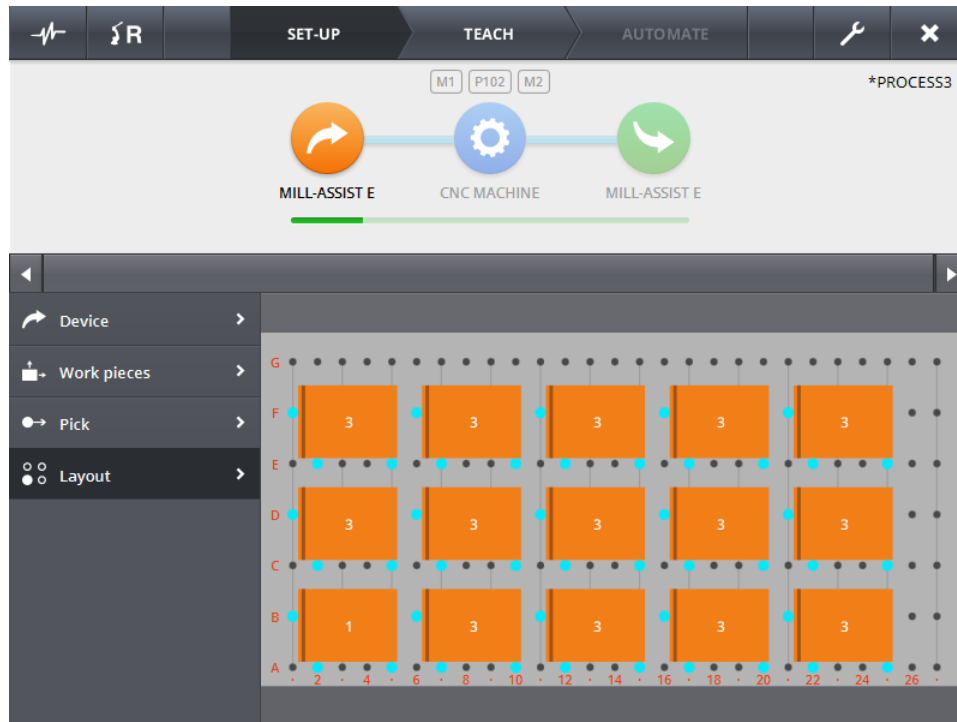 R SET-UP TEACH AUTOMATE
M1 P102 M2 *PROCESS3
MILL-ASSIST E CNC MACHINE MILL-ASSIST E
Device
Work pieces
Pick
Layout
G
F 3 3 3 3 3
E
D 3 3 3 3 3
C
B 1 3 3 3 3
A
2 4 6 8 10 12 14 16 18 20 22 24 26